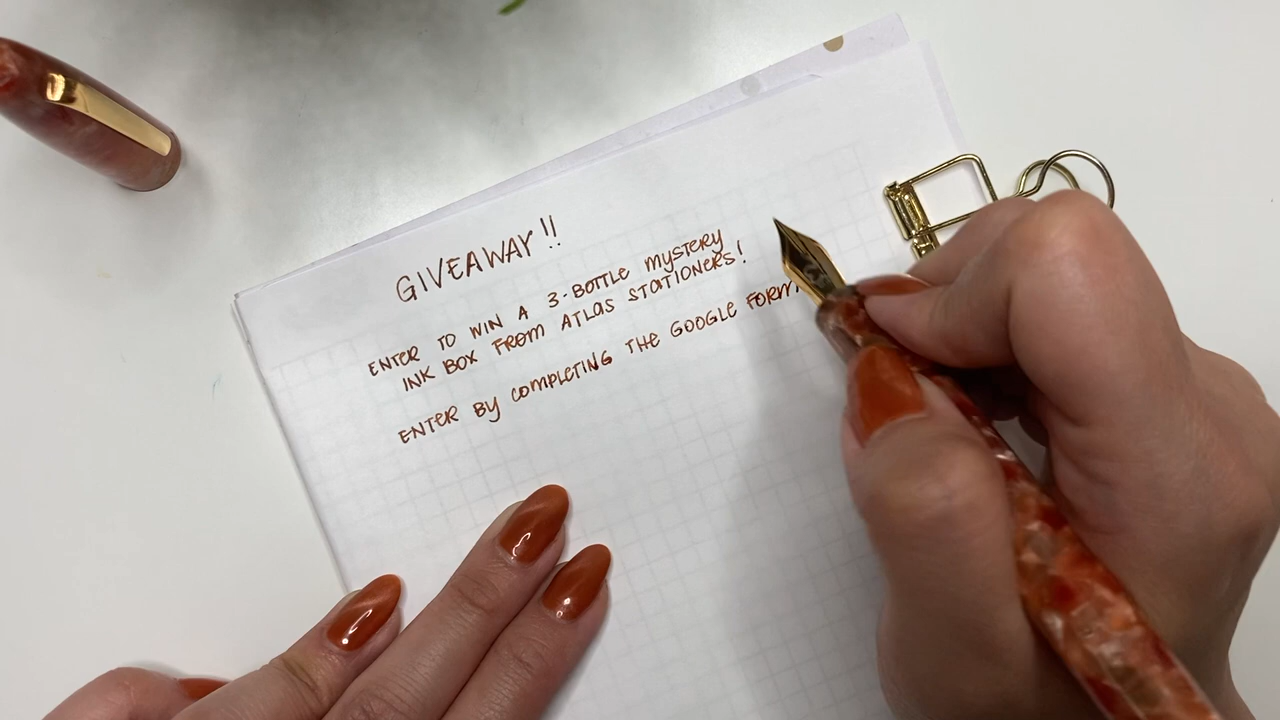 GIVEAWAY!!
ENTER TO WIN A 3-BOTTLE MYSTERY
INK BOX FROM ATLAS STATIONERS!
ENTER BY COMPLETING THE GOOGLE FORM